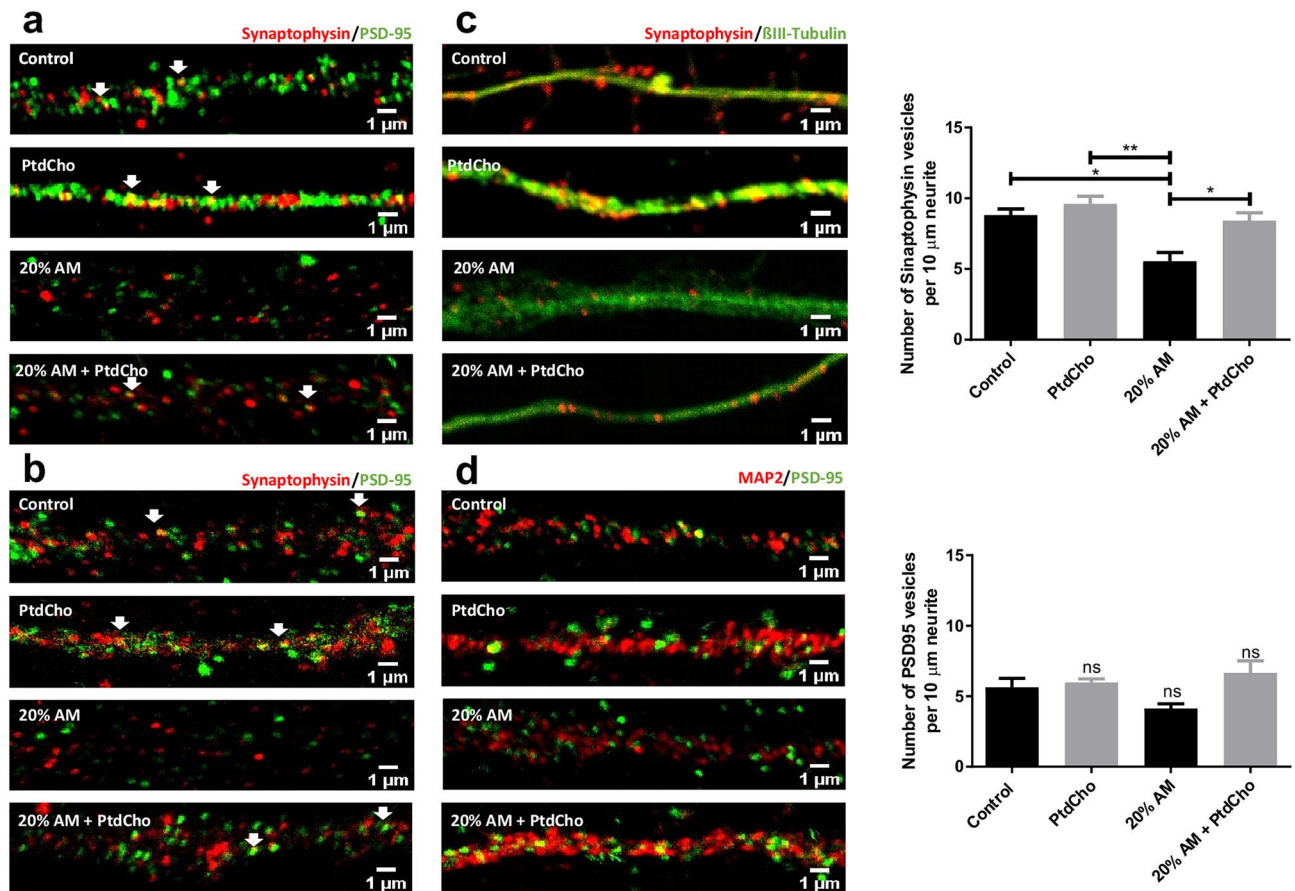 a
Synaptophysin/PSD-95
Control
1 µm
PtdCho
1 µm
20% AM
1 µm
20% AM + PtdCho
1 µm
b
Synaptophysin/PSD-95
Control
1 µm
PtdCho
1 µm
20% AM
1 µm
20% AM + PtdCho
1 µm
c
Synaptophysin/ßIII-Tubulin
Control
1 µm
PtdCho
1 µm
20% AM
1 µm
20% AM + PtdCho
1 µm
d
MAP2/PSD-95
Control
1 µm
PtdCho
1 µm
20% AM
1 µm
20% AM + PtdCho
1 µm
Number of Sinaptophysin vesicles
per 10 µm neurite
15
10
5
0
**
*
*
Control
PtdCho
20% AM
20% AM + PtdCho
Number of PSD95 vesicles
per 10 µm neurite
15
10
5
0
ns
ns
ns
Control
PtdCho
20% AM
20% AM + PtdCho